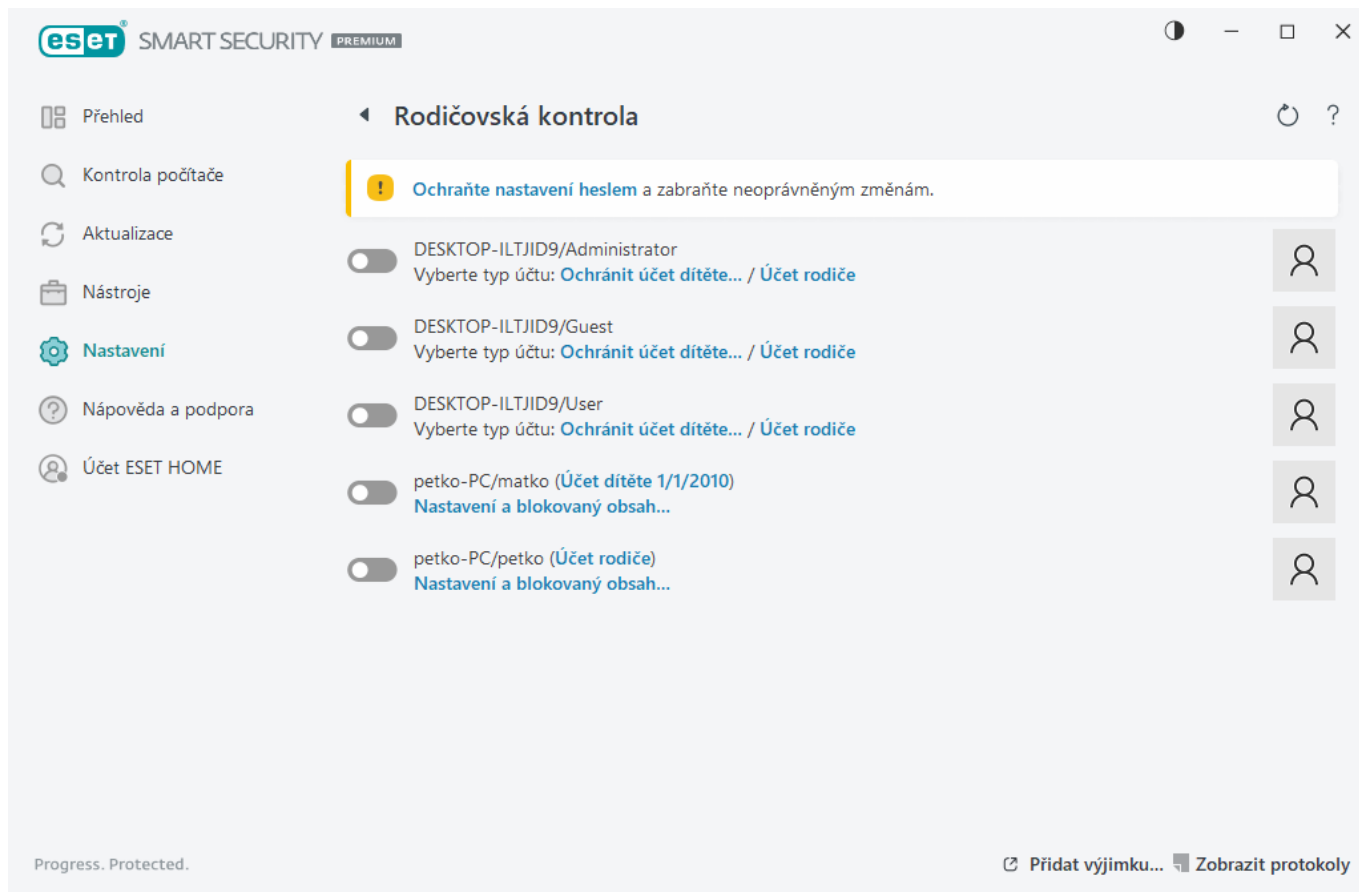 eset® SMART SECURITY PREMIUM
Přehled
Kontrola počítače
Aktualizace
Nástroje
Nastavení
Nápověda a podpora
Účet ESET HOME
Rodičovská kontrola
?
! Ochraňte nastavení heslem a zabraňte neoprávněným změnám.
DESKTOP-ILTJID9/Administrator
Vyberte typ účtu: Ochránit účet dítěte... / Účet rodiče
DESKTOP-ILTJID9/Guest
Vyberte typ účtu: Ochránit účet dítěte... / Účet rodiče
DESKTOP-ILTJID9/User
Vyberte typ účtu: Ochránit účet dítěte... / Účet rodiče
petko-PC/matko (Účet dítěte 1/1/2010)
Nastavení a blokovaný obsah...
petko-PC/petko (Účet rodiče)
Nastavení a blokovaný obsah...
Progress. Protected.
Přidat výjimku... Zobrazit protokoly